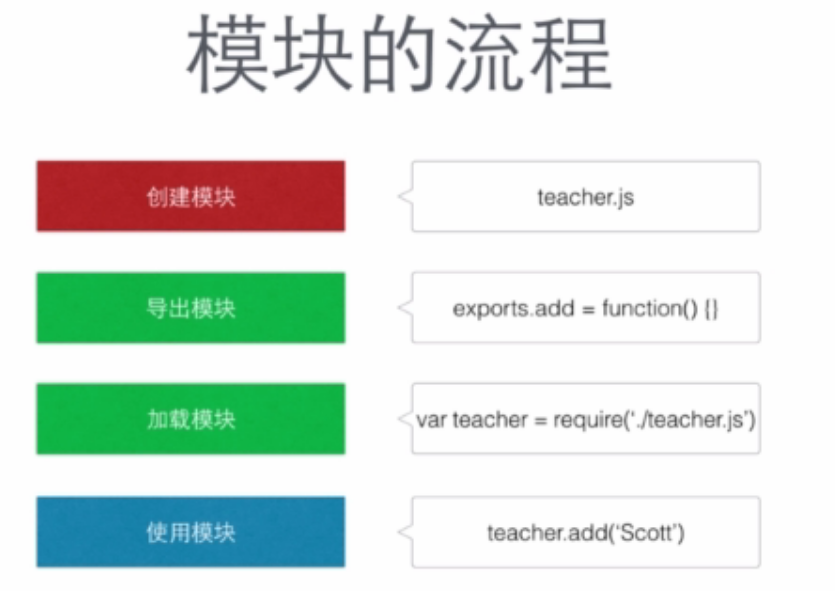 模块的流程
创建模块
teacher.js
导出模块
exports.add = function() {}
加载模块
var teacher = require(‘./teacher.js’)
使用模块
teacher.add(‘Scott’)